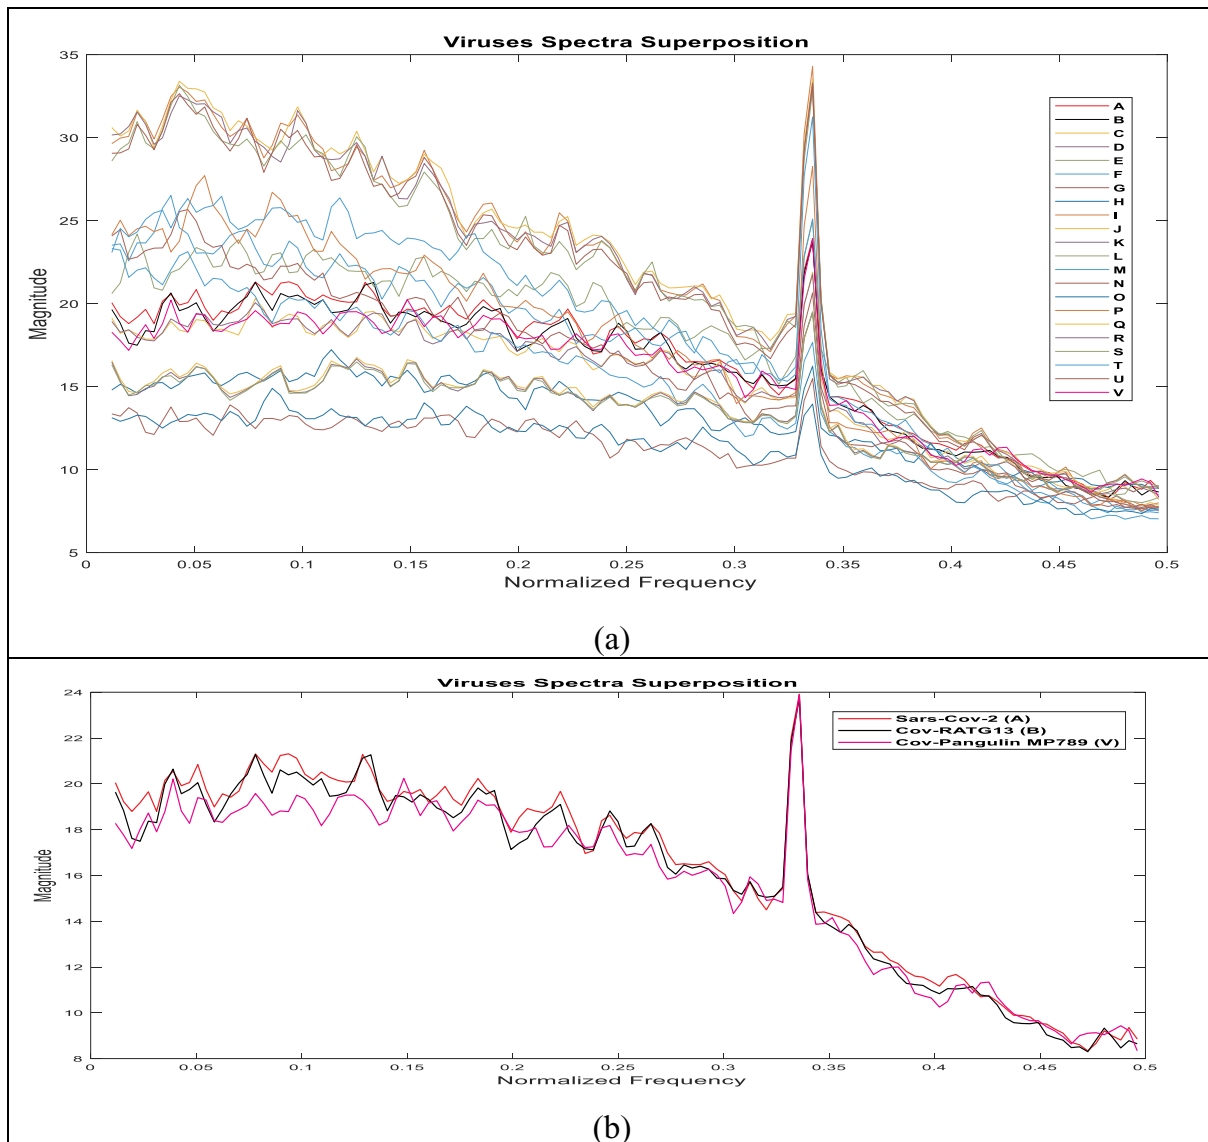 Viruses Spectra Superposition
35
30
25
20
15
10
5
Magnitude
0 0.05 0.1 0.15 0.2 0.25 0.3 0.35 0.4 0.45 0.5
Normalized Frequency
A
B
C
D
E
F
G
H
I
J
K
L
M
N
O
P
Q
R
S
T
U
V
(a)
Viruses Spectra Superposition
24
22
20
18
16
14
12
10
8
Magnitude
0 0.05 0.1 0.15 0.2 0.25 0.3 0.35 0.4 0.45 0.5
Normalized Frequency
Sars-Cov-2 (A)
Cov-RATG13 (B)
Cov-Pangulin MP789 (V)
(b)